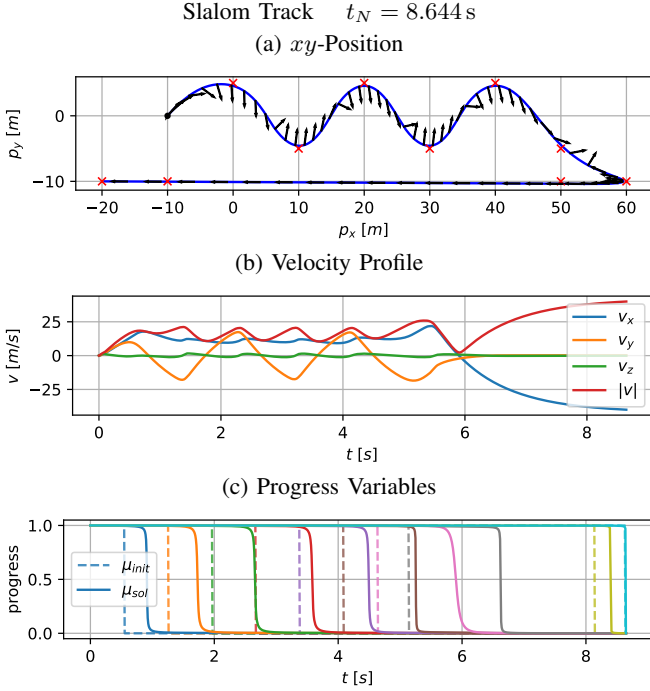 Slalom Track t_N = 8.644 s
(a) xy-Position
p_y [m]
0
−10
−20 −10 0 10 20 30 40 50 60
p_x [m]
(b) Velocity Profile
v [m/s]
25
0
−25
v_x
v_y
v_z
|v|
0 2 4 6 8
t [s]
(c) Progress Variables
progress
1.0
0.5
0.0
μ_init
μ_sol
0 2 4 6 8
t [s]